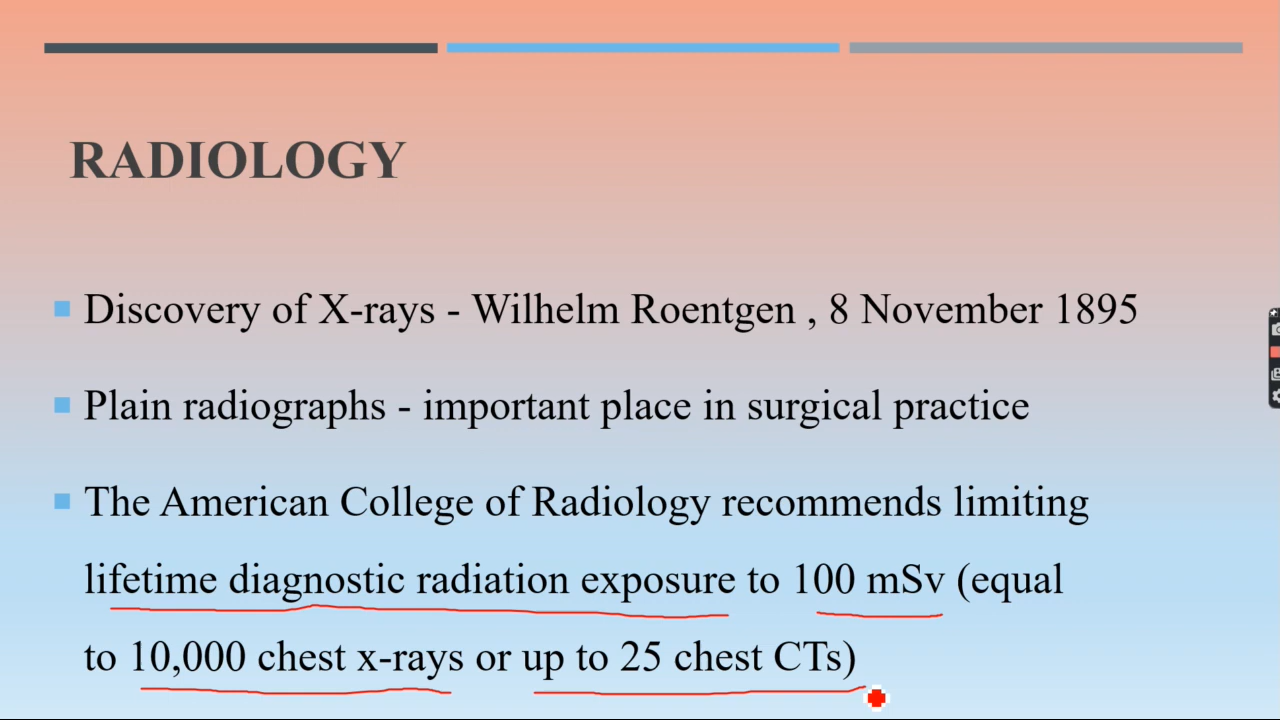 RADIOLOGY
Discovery of X-rays - Wilhelm Roentgen , 8 November 1895
Plain radiographs - important place in surgical practice
The American College of Radiology recommends limiting
lifetime diagnostic radiation exposure to 100 mSv (equal
to 10,000 chest x-rays or up to 25 chest CTs)